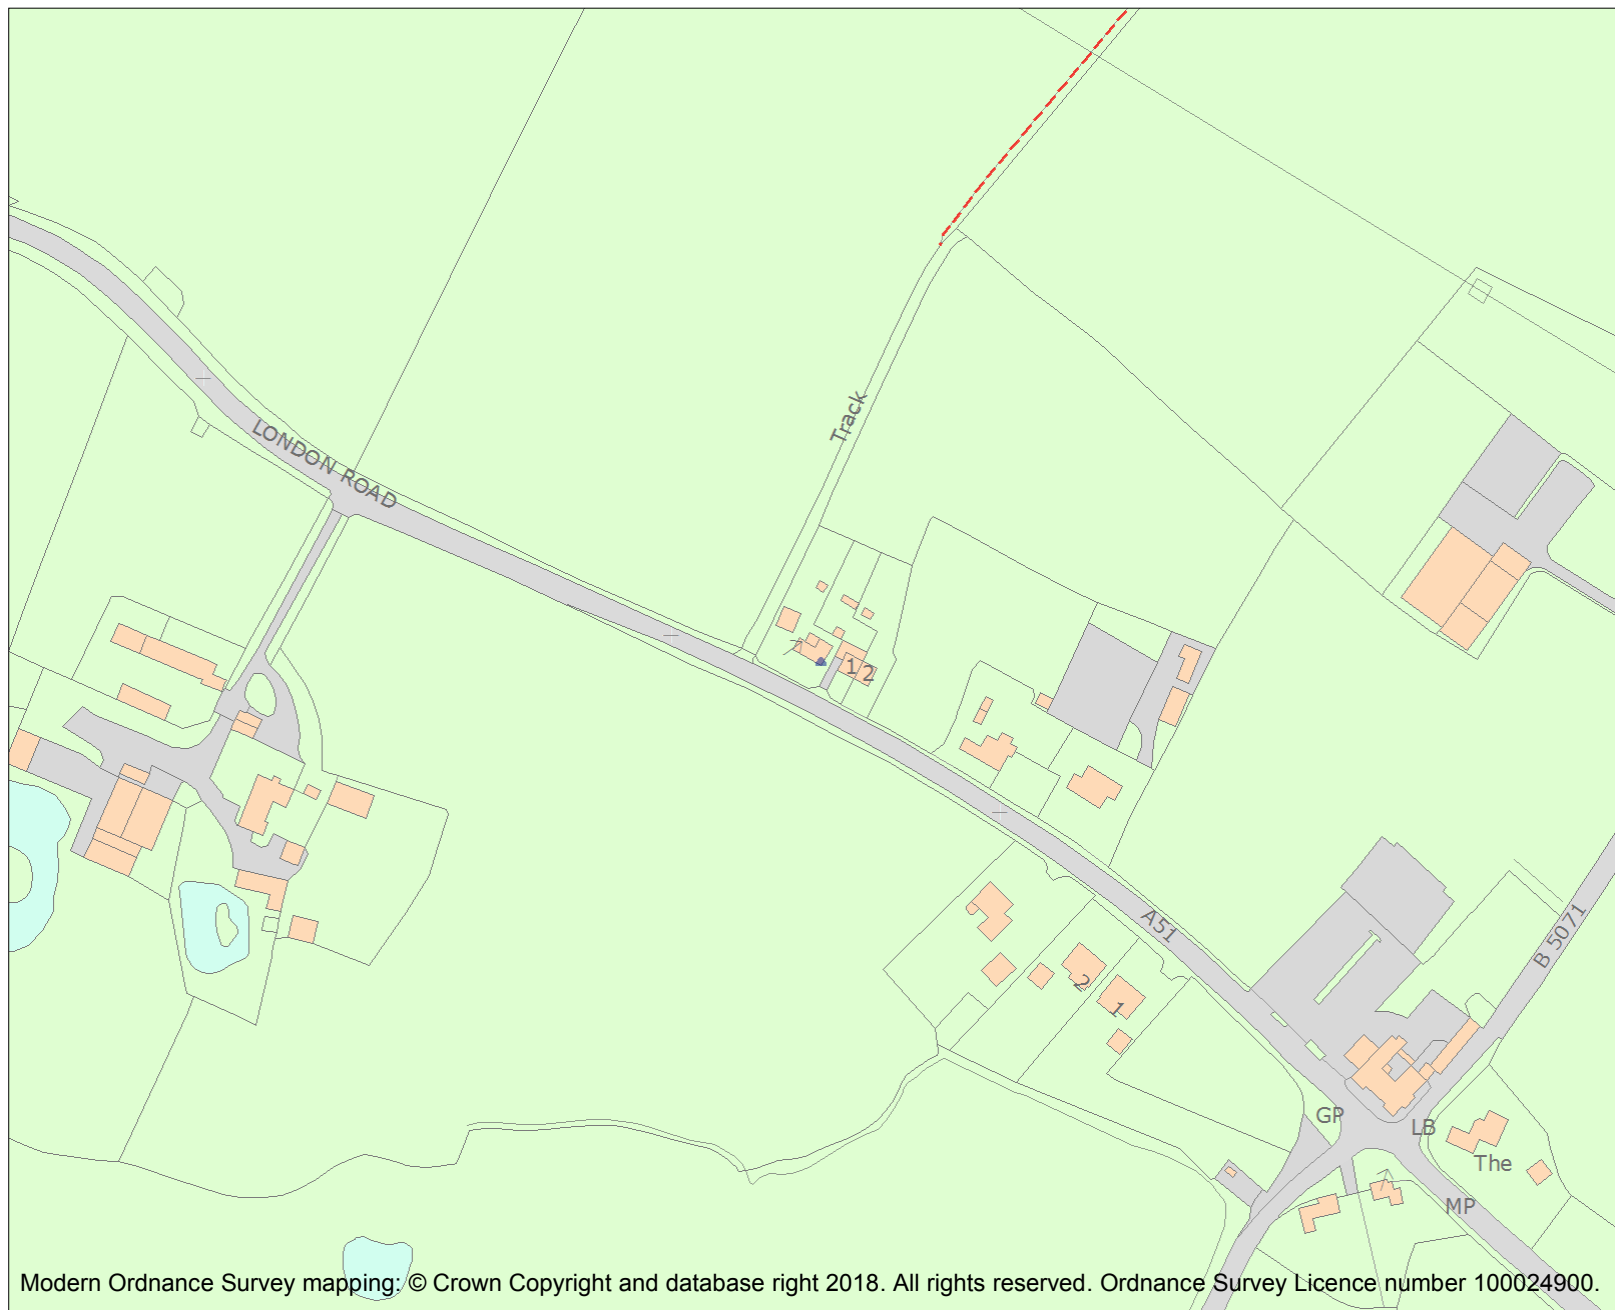 Track
LONDON ROAD
1
2
A51
B 5071
2
1
GP
LB
The
MP
Modern Ordnance Survey mapping: © Crown Copyright and database right 2018. All rights reserved. Ordnance Survey Licence number 100024900.